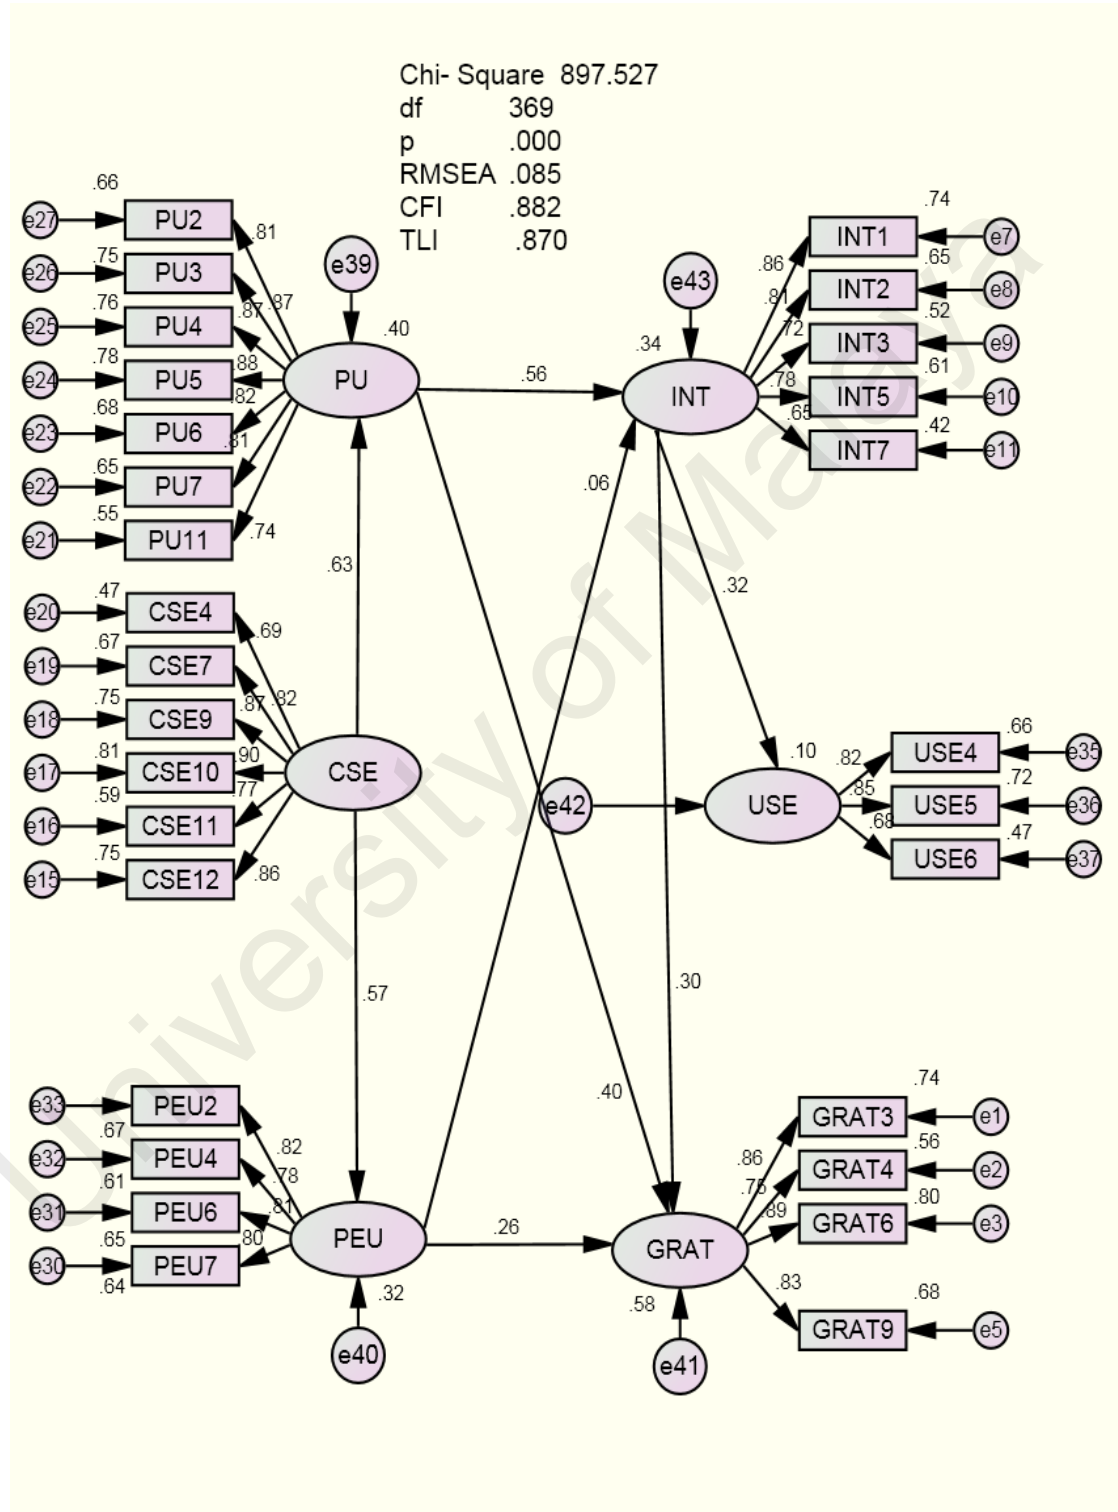 Chi- Square 897.527
df 369
p .000
RMSEA .085
CFI .882
TLI .870
.66
e27 PU2 .81
.75
e26 PU3 .87
.76
e25 PU4 .87
.78
e24 PU5 .88
.68
e23 PU6 .82
.65
e22 PU7 .81
.55
e21 PU11 .74
e39
.40
PU
.56
e43
.34
INT
.74
.86 INT1 e7
.65
.81 INT2 e8
.52
.72 INT3 e9
.61
.78 INT5 e10
.42
.65 INT7 e11
.06
.63
.32
.47
e20 CSE4 .69
.67
e19 CSE7 .82
.75
e18 CSE9 .87
.81
e17 CSE10 .90
.59
e16 CSE11 .77
.75
e15 CSE12 .86
CSE
e42
.10
USE
.66
.82 USE4 e35
.72
.85 USE5 e36
.47
.68 USE6 e37
.57
.30
.40
e33 PEU2 .82
.67
e32 PEU4 .78
.61
e31 PEU6 .81
.65
e30 PEU7 .80
.64
PEU
.32
e40
.26
GRAT
.58
e41
.74
.86 GRAT3 e1
.56
.75 GRAT4 e2
.80
.89 GRAT6 e3
.68
.83 GRAT9 e5
University of Malaya